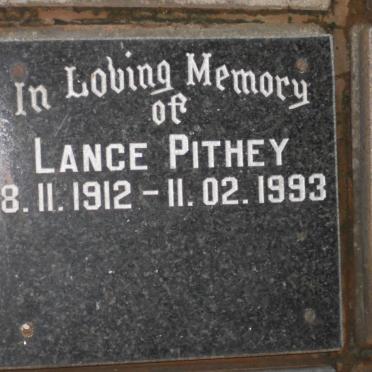 In Loving Memory
of
LANCE PITHEY
8.11.1912 – 11.02.1993